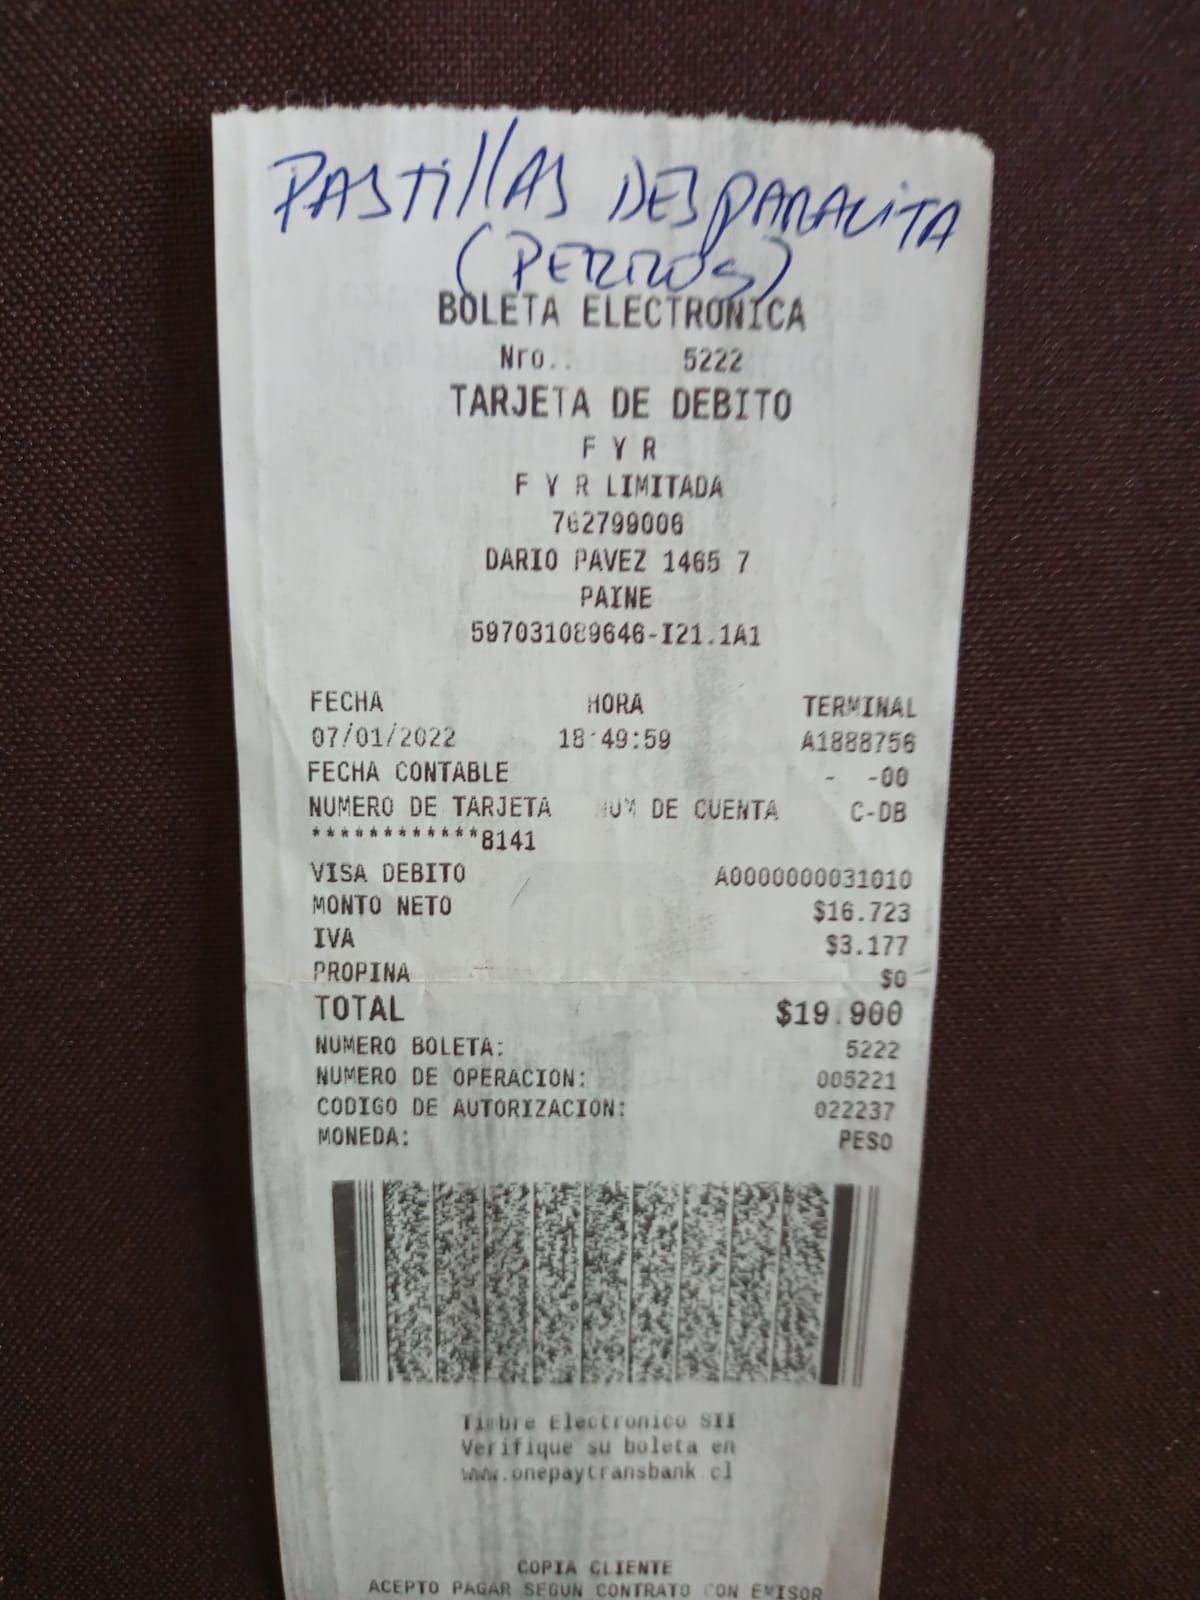 PASTILLAS DESPARACITA
(PERROS)
BOLETA ELECTRONICA
Nro.: 5222
TARJETA DE DEBITO
F Y R
F Y R LIMITADA
762799006
DARIO PAVEZ 1465 7
PAINE
597031089646-I21.1A1
FECHA HORA TERMINAL
07/01/2022 18:49:59 A1888756
FECHA CONTABLE - -00
NUMERO DE TARJETA NUM DE CUENTA C-DB
************8141
VISA DEBITO A0000000031010
MONTO NETO $16.723
IVA $3.177
PROPINA $0
TOTAL $19.900
NUMERO BOLETA: 5222
NUMERO DE OPERACION: 005221
CODIGO DE AUTORIZACION: 022237
MONEDA: PESO
Timbre Electronico SII
Verifique su boleta en
www.onepaytransbank.cl
COPIA CLIENTE
ACEPTO PAGAR SEGUN CONTRATO CON EMISOR